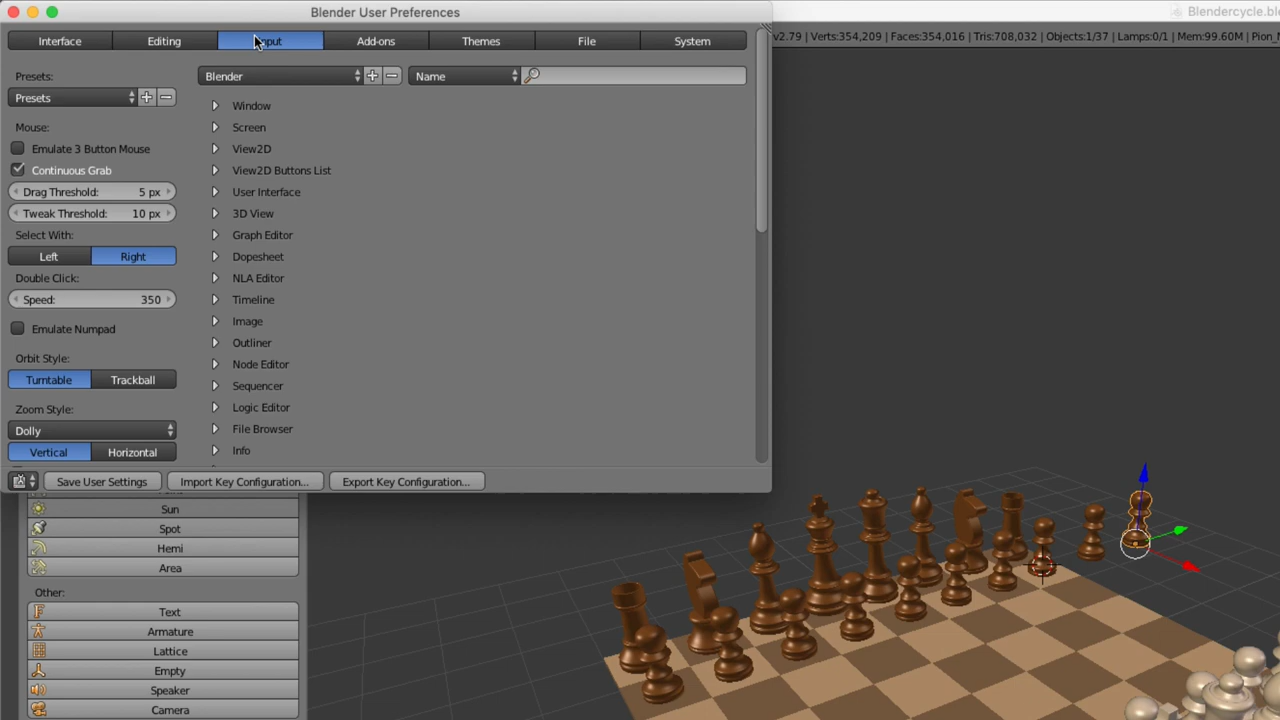 Blender User Preferences
Blendercycle.ble
Interface Editing Input Add-ons Themes File System
v2.79 | Verts:354,209 | Faces:354,016 | Tris:708,032 | Objects:1/37 | Lamps:0/1 | Mem:99.60M | Pion_N
Presets:
Blender
Name
Presets
Window
Mouse:
Screen
Emulate 3 Button Mouse
View2D
Continuous Grab
View2D Buttons List
Drag Threshold: 5 px
User Interface
Tweak Threshold: 10 px
3D View
Select With:
Graph Editor
Left Right
Dopesheet
Double Click:
NLA Editor
Speed: 350
Timeline
Image
Emulate Numpad
Outliner
Orbit Style:
Node Editor
Turntable Trackball
Sequencer
Zoom Style:
Logic Editor
Dolly
File Browser
Vertical Horizontal
Info
Save User Settings Import Key Configuration... Export Key Configuration...
Sun
Spot
Hemi
Area
Other:
Text
Armature
Lattice
Empty
Speaker
Camera